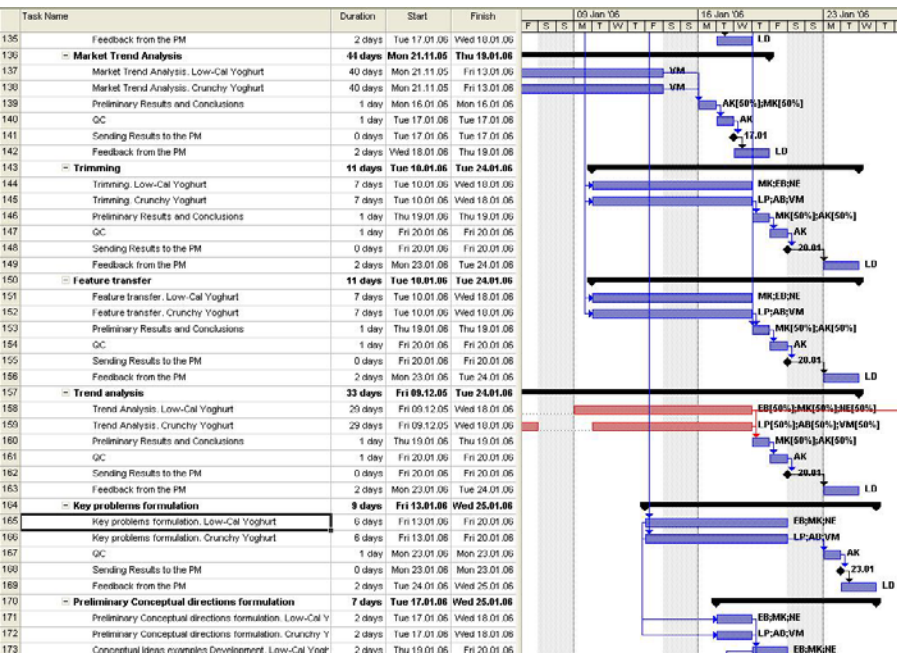 Task Name Duration Start Finish 09 Jan '06 16 Jan '06 23 Jan '06
F S S M T W T F S S M T W T F S S M T W T
135 Feedback from the PM 2 days Tue 17.01.06 Wed 18.01.06 LD
136 − Market Trend Analysis 44 days Mon 21.11.05 Thu 19.01.06
137 Market Trend Analysis. Low-Cal Yoghurt 40 days Mon 21.11.05 Fri 13.01.06 VM
138 Market Trend Analysis. Crunchy Yoghurt 40 days Mon 21.11.05 Fri 13.01.06 VM
139 Preliminary Results and Conclusions 1 day Mon 16.01.06 Mon 16.01.06 AK[50%];MK[50%]
140 QC 1 day Tue 17.01.06 Tue 17.01.06 AK
141 Sending Results to the PM 0 days Tue 17.01.06 Tue 17.01.06 17.01
142 Feedback from the PM 2 days Wed 18.01.06 Thu 19.01.06 LD
143 − Trimming 11 days Tue 10.01.06 Tue 24.01.06
144 Trimming. Low-Cal Yoghurt 7 days Tue 10.01.06 Wed 18.01.06 MK;EB;NE
145 Trimming. Crunchy Yoghurt 7 days Tue 10.01.06 Wed 18.01.06 LP;AB;VM
146 Preliminary Results and Conclusions 1 day Thu 19.01.06 Thu 19.01.06 MK[50%];AK[50%]
147 QC 1 day Fri 20.01.06 Fri 20.01.06 AK
148 Sending Results to the PM 0 days Fri 20.01.06 Fri 20.01.06 20.01
149 Feedback from the PM 2 days Mon 23.01.06 Tue 24.01.06 LD
150 − Feature transfer 11 days Tue 10.01.06 Tue 24.01.06
151 Feature transfer. Low-Cal Yoghurt 7 days Tue 10.01.06 Wed 18.01.06 MK;EB;NE
152 Feature transfer. Crunchy Yoghurt 7 days Tue 10.01.06 Wed 18.01.06 LP;AB;VM
153 Preliminary Results and Conclusions 1 day Thu 19.01.06 Thu 19.01.06 MK[50%];AK[50%]
154 QC 1 day Fri 20.01.06 Fri 20.01.06 AK
155 Sending Results to the PM 0 days Fri 20.01.06 Fri 20.01.06 20.01
156 Feedback from the PM 2 days Mon 23.01.06 Tue 24.01.06 LD
157 − Trend analysis 33 days Fri 09.12.05 Tue 24.01.06
158 Trend Analysis. Low-Cal Yoghurt 29 days Fri 09.12.05 Wed 18.01.06 EB[50%];MK[50%];NE[50%]
159 Trend Analysis. Crunchy Yoghurt 29 days Fri 09.12.05 Wed 18.01.06 LP[50%];AB[50%];VM[50%]
160 Preliminary Results and Conclusions 1 day Thu 19.01.06 Thu 19.01.06 MK[50%];AK[50%]
161 QC 1 day Fri 20.01.06 Fri 20.01.06 AK
162 Sending Results to the PM 0 days Fri 20.01.06 Fri 20.01.06 20.01
163 Feedback from the PM 2 days Mon 23.01.06 Tue 24.01.06 LD
164 − Key problems formulation 9 days Fri 13.01.06 Wed 25.01.06
165 Key problems formulation. Low-Cal Yoghurt 6 days Fri 13.01.06 Fri 20.01.06 EB;MK;NE
166 Key problems formulation. Crunchy Yoghurt 6 days Fri 13.01.06 Fri 20.01.06 LP;AB;VM
167 QC 1 day Mon 23.01.06 Mon 23.01.06 AK
168 Sending Results to the PM 0 days Mon 23.01.06 Mon 23.01.06 23.01
169 Feedback from the PM 2 days Tue 24.01.06 Wed 25.01.06 LD
170 − Preliminary Conceptual directions formulation 7 days Tue 17.01.06 Wed 25.01.06
171 Preliminary Conceptual directions formulation. Low-Cal Y 2 days Tue 17.01.06 Wed 18.01.06 EB;MK;NE
172 Preliminary Conceptual directions formulation. Crunchy Y 2 days Tue 17.01.06 Wed 18.01.06 LP;AB;VM
173 Conceptual Ideas examples Development. Low-Cal Yogh 2 days Thu 19.01.06 Fri 20.01.06 EB;MK;NE